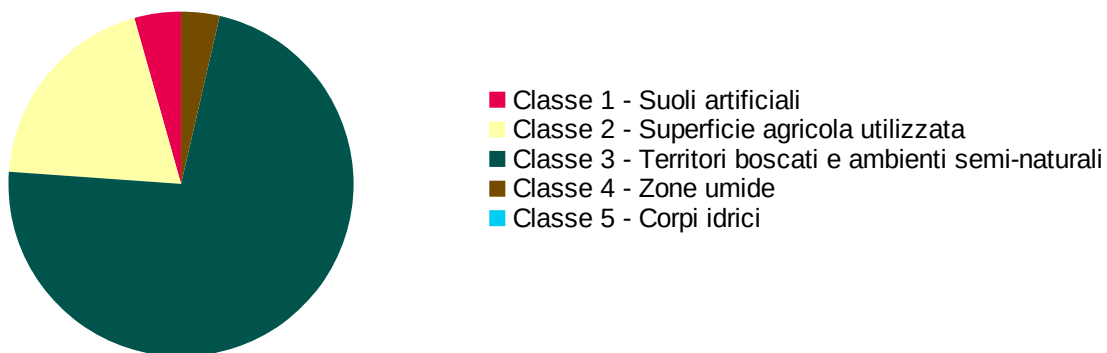 Classe 1 - Suoli artificiali
Classe 2 - Superficie agricola utilizzata
Classe 3 - Territori boscati e ambienti semi-naturali
Classe 4 - Zone umide
Classe 5 - Corpi idrici